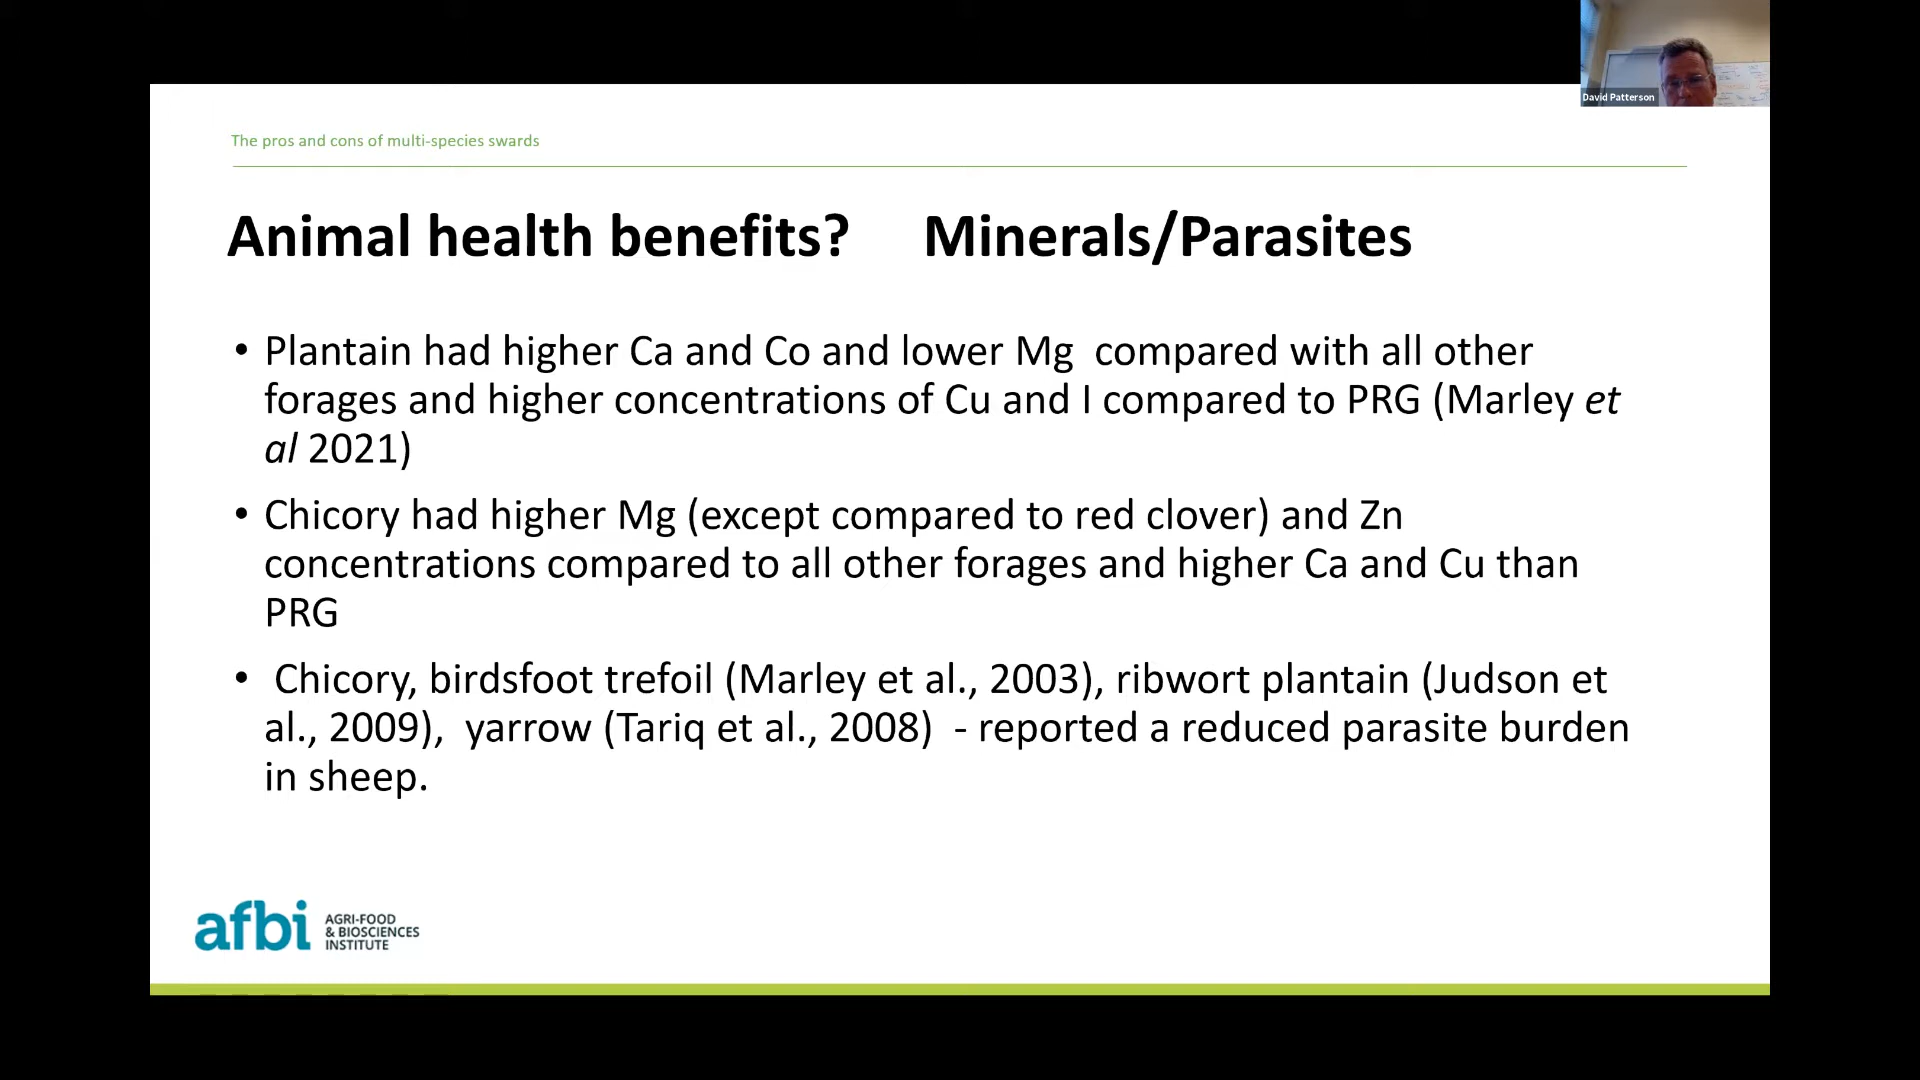 David Patterson
The pros and cons of multi-species swards
Animal health benefits? Minerals/Parasites
• Plantain had higher Ca and Co and lower Mg compared with all other
forages and higher concentrations of Cu and I compared to PRG (Marley et
al 2021)
• Chicory had higher Mg (except compared to red clover) and Zn
concentrations compared to all other forages and higher Ca and Cu than
PRG
• Chicory, birdsfoot trefoil (Marley et al., 2003), ribwort plantain (Judson et
al., 2009), yarrow (Tariq et al., 2008) - reported a reduced parasite burden
in sheep.
afbi
AGRI-FOOD
& BIOSCIENCES
INSTITUTE